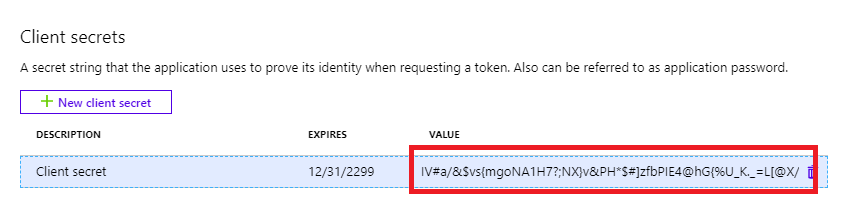 Client secrets
A secret string that the application uses to prove its identity when requesting a token. Also can be referred to as application password.
+ New client secret
DESCRIPTION EXPIRES VALUE
Client secret 12/31/2299 IV#a/&$vs{mgoNA1H7?;NX}v&PH*$#]zfbPIE4@hG{%U_K._=L[@X/